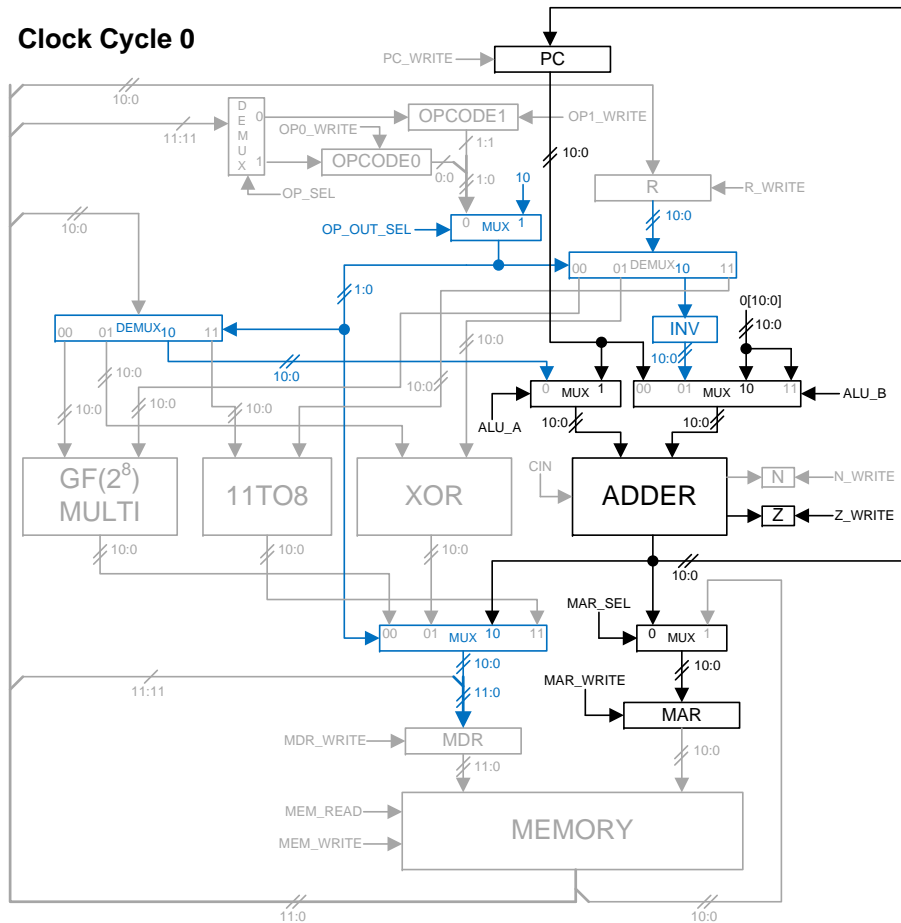 Clock Cycle 0
PC_WRITE
PC
10:0
11:11
D
E
M
U
X
0
1
OPCODE1
OP1_WRITE
OP0_WRITE
1:1
10:0
OPCODE0
0:0
1:0
10
OP_SEL
R
R_WRITE
10:0
OP_OUT_SEL
0
MUX
1
10:0
10:0
00
01
DEMUX
10
11
1:0
0[10:0]
10:0
00
01
DEMUX
10
11
INV
10:0
10:0
10:0
0
MUX
1
00
01
MUX
10
11
ALU_B
ALU_A
10:0
10:0
10:0
10:0
10:0
10:0
10:0
GF(2⁸)
MULTI
11TO8
XOR
CIN
ADDER
N
N_WRITE
Z
Z_WRITE
10:0
10:0
10:0
10:0
MAR_SEL
00
01
MUX
10
11
0
MUX
1
10:0
10:0
11:11
11:0
MAR_WRITE
MAR
MDR_WRITE
MDR
11:0
10:0
MEM_READ
MEMORY
MEM_WRITE
11:0
10:0